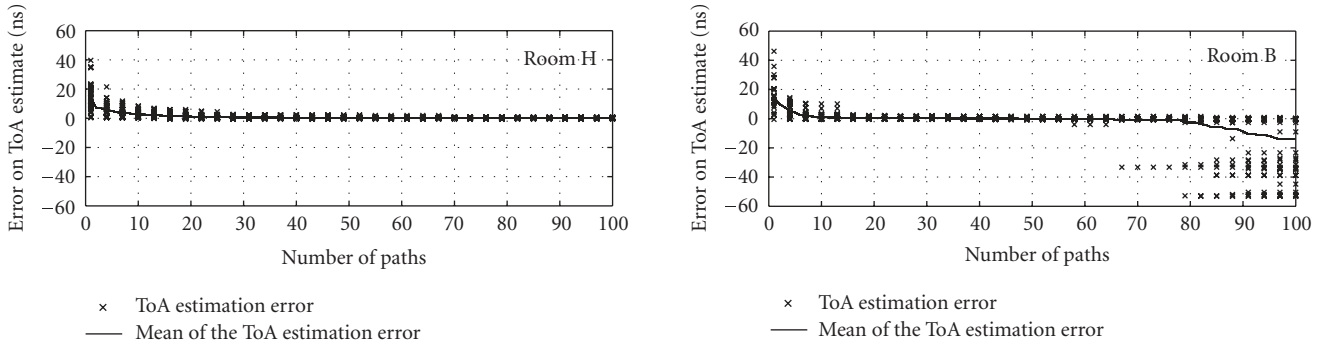 Error on ToA estimate (ns)
60
40
20
0
−20
−40
−60
Room H
0 10 20 30 40 50 60 70 80 90 100
Number of paths
× ToA estimation error
Mean of the ToA estimation error
Error on ToA estimate (ns)
60
40
20
0
−20
−40
−60
Room B
0 10 20 30 40 50 60 70 80 90 100
Number of paths
× ToA estimation error
Mean of the ToA estimation error